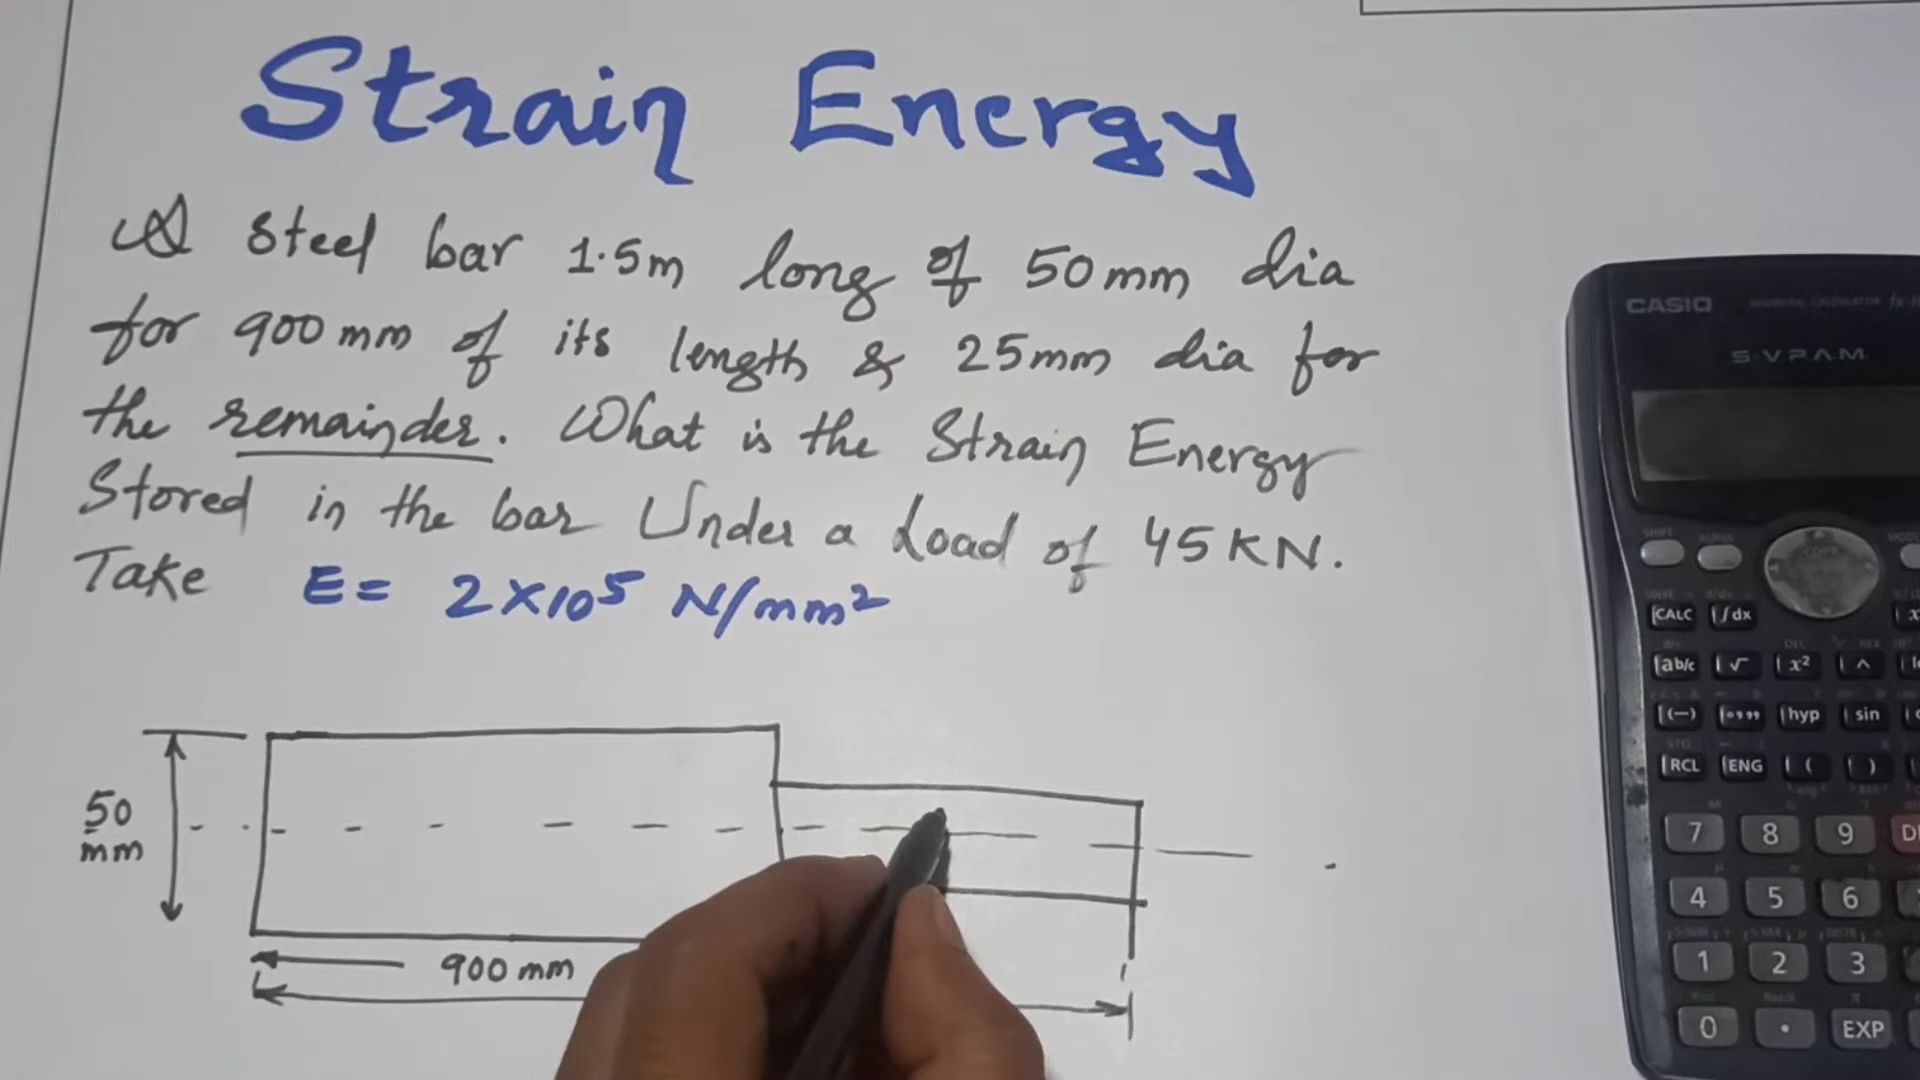 Strain Energy
A Steel bar 1.5m long of 50mm dia
for 900mm of its length & 25mm dia for
the remainder. What is the Strain Energy
Stored in the bar Under a Load of 45KN.
Take E= 2×10⁵ N/mm²
50
mm
900 mm
CASIO
S-V.P.A.M.
SHIFT ALPHA
CALC ∫dx
ab/c √ x² ^
(−) °''' hyp sin
RCL ENG ( )
7 8 9
4 5 6
1 2 3
0 . EXP